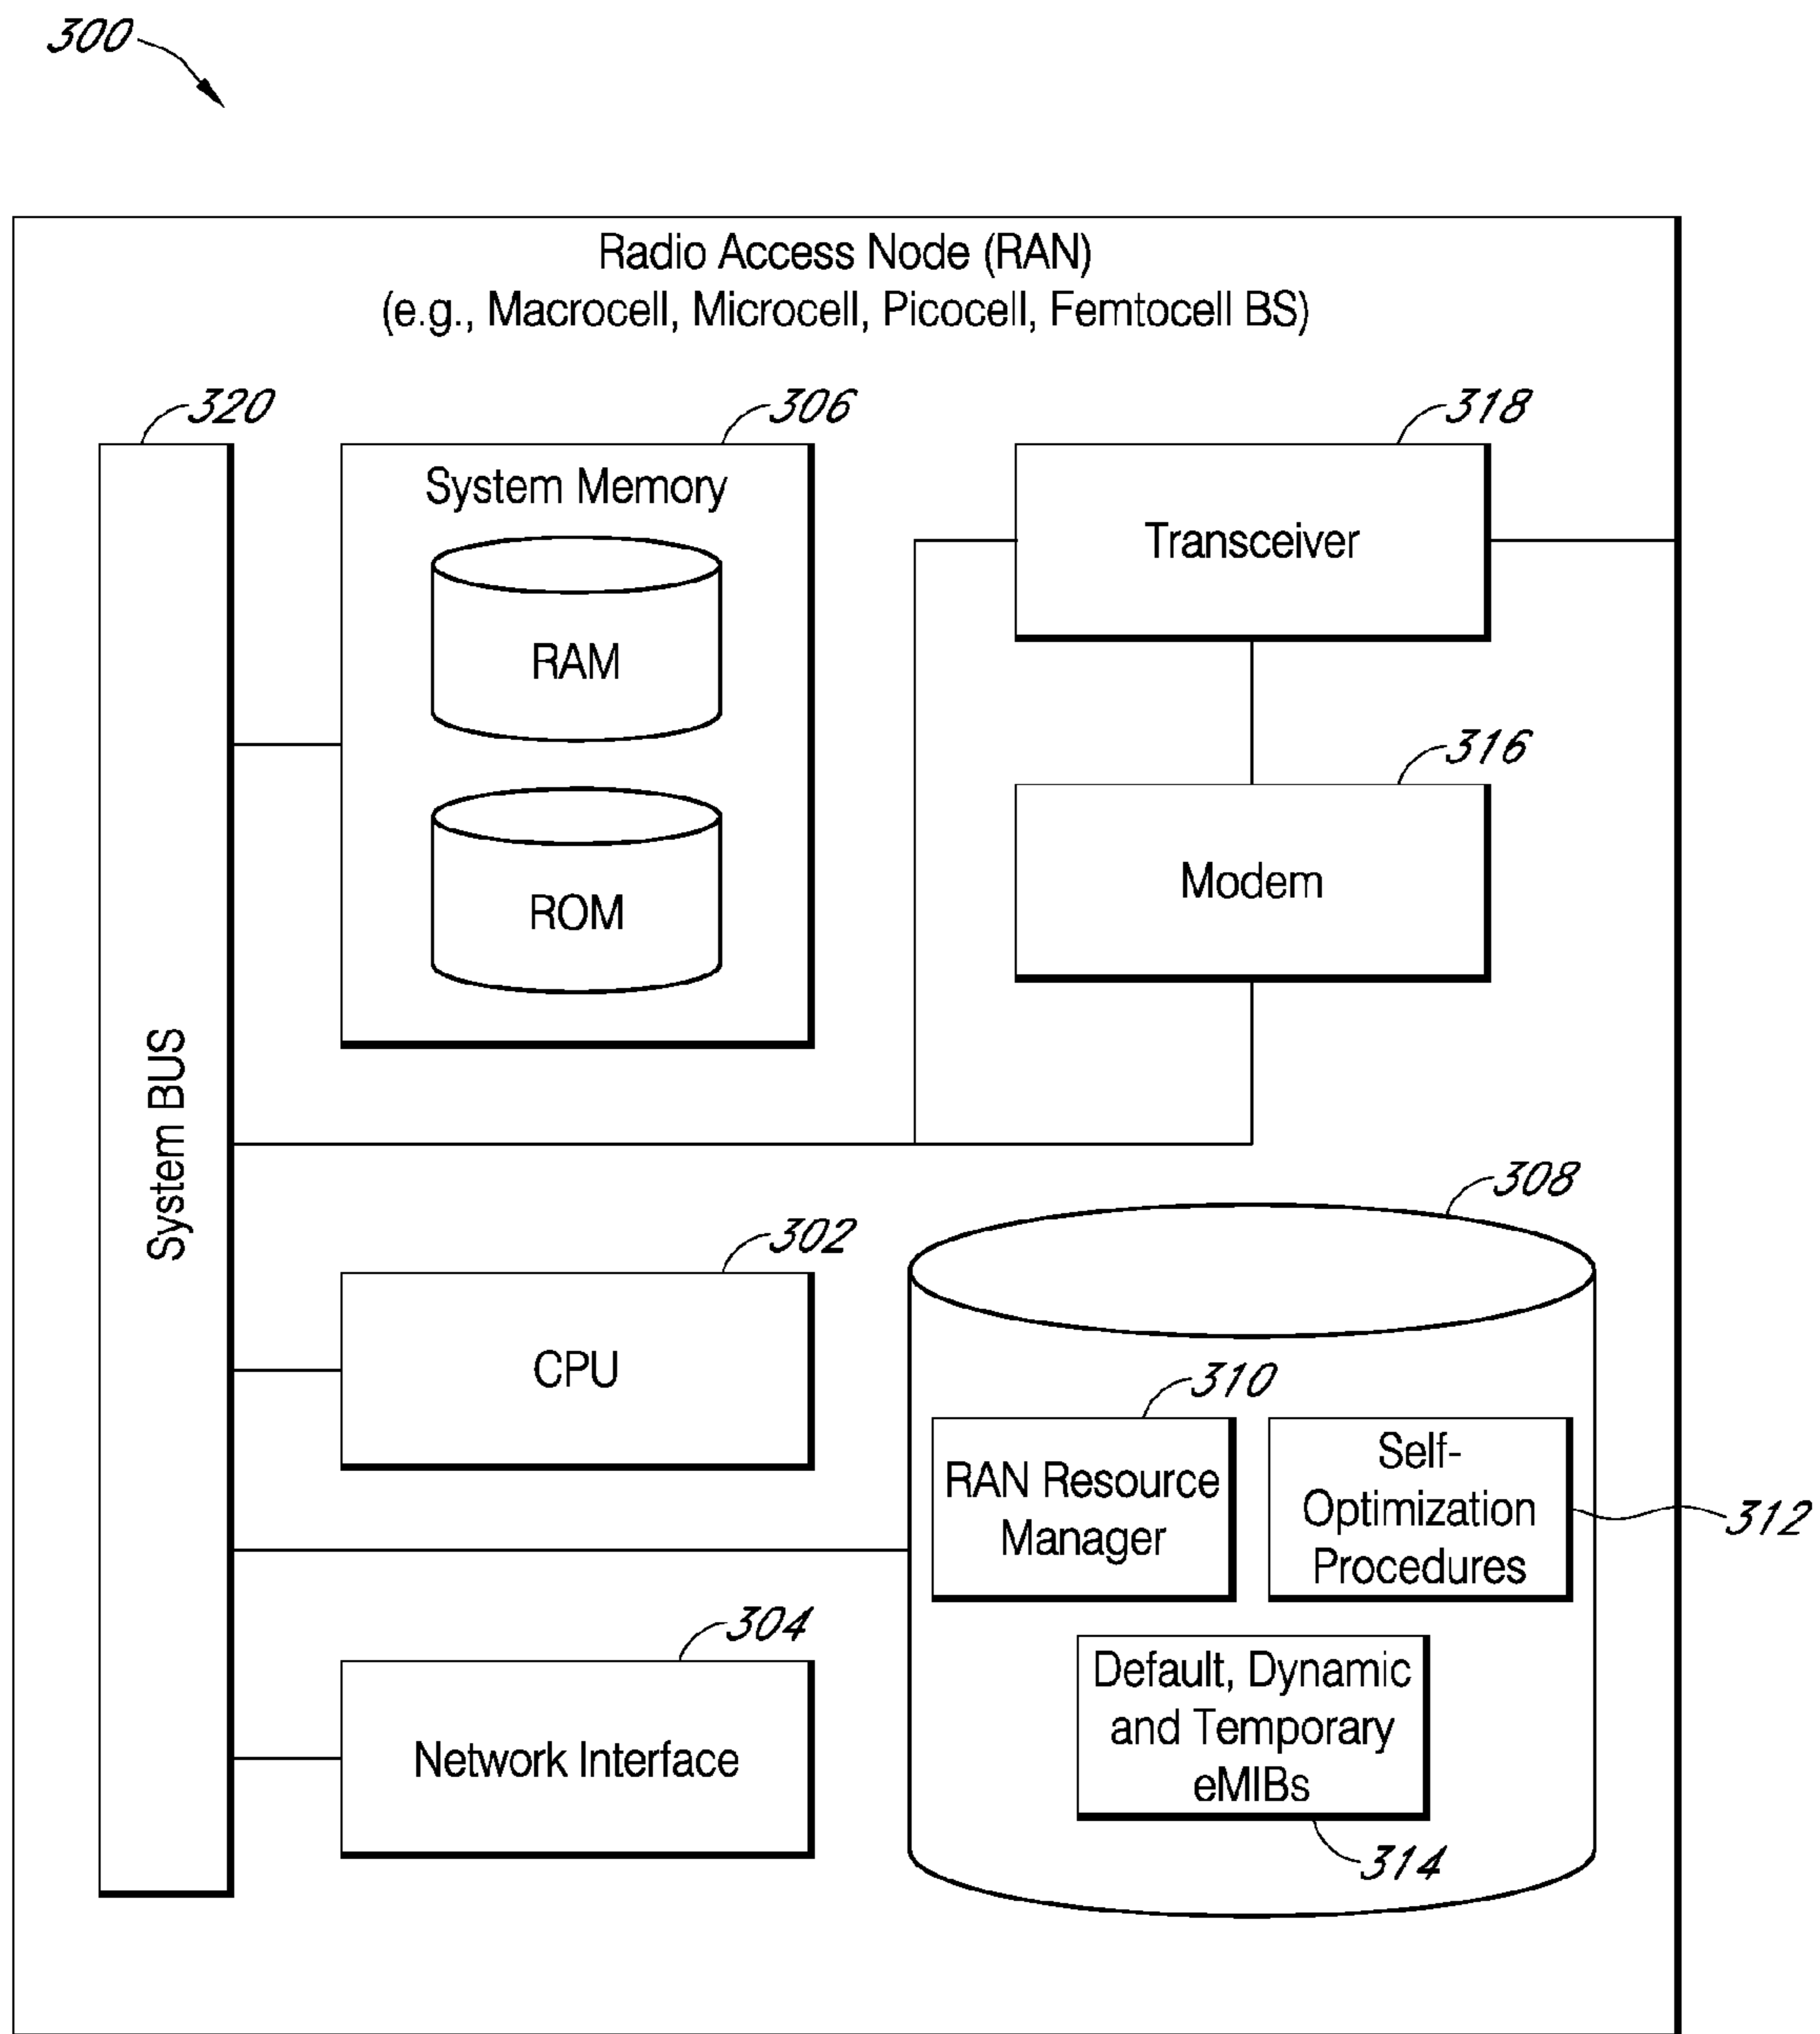 300
Radio Access Node (RAN)
(e.g., Macrocell, Microcell, Picocell, Femtocell BS)
320
306
318
System Memory
RAM
ROM
Transceiver
316
Modem
System BUS
302
CPU
308
310
RAN Resource
Manager
Self-
Optimization
Procedures
312
304
Network Interface
Default, Dynamic
and Temporary
eMIBs
314